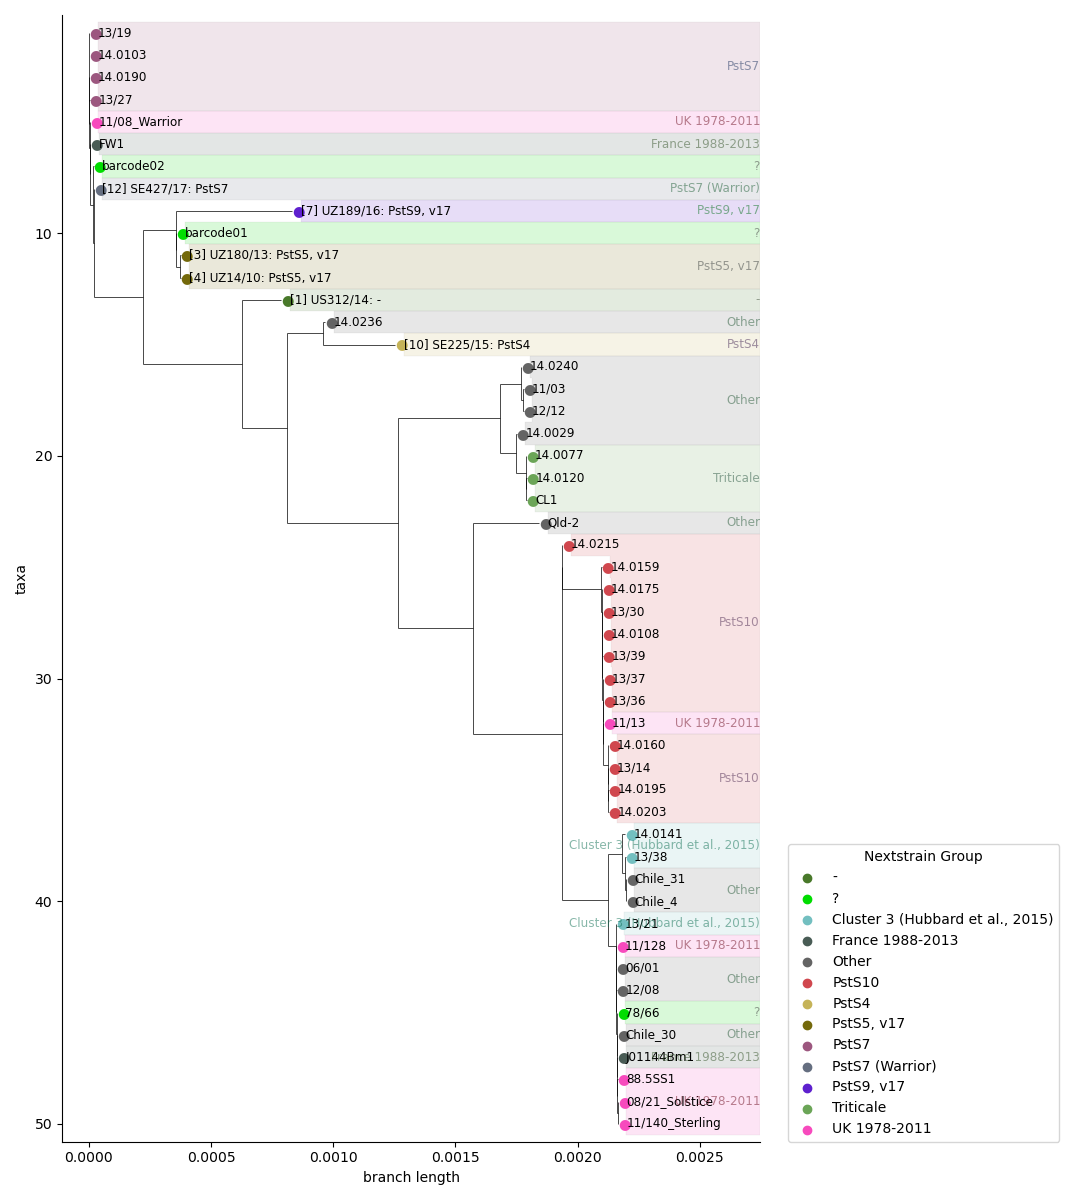 13/19
14.0103
14.0190
13/27
PstS7
11/08_Warrior
UK 1978-2011
FW1
France 1988-2013
barcode02
?
[12] SE427/17: PstS7
PstS7 (Warrior)
[7] UZ189/16: PstS9, v17
PstS9, v17
barcode01
?
[3] UZ180/13: PstS5, v17
[4] UZ14/10: PstS5, v17
PstS5, v17
[1] US312/14: -
-
14.0236
Other
[10] SE225/15: PstS4
PstS4
14.0240
11/03
12/12
14.0029
Other
14.0077
14.0120
CL1
Triticale
Qld-2
Other
14.0215
14.0159
14.0175
13/30
14.0108
13/39
13/37
13/36
PstS10
11/13
UK 1978-2011
14.0160
13/14
14.0195
14.0203
PstS10
14.0141
13/38
Cluster 3 (Hubbard et al., 2015)
Chile_31
Chile_4
Other
13/21
Cluster 3 (Hubbard et al., 2015)
11/128
UK 1978-2011
06/01
12/08
Other
78/66
?
Chile_30
Other
J01144Bm1
France 1988-2013
88.5SS1
08/21_Solstice
11/140_Sterling
UK 1978-2011
10
20
30
40
50
taxa
0.0000 0.0005 0.0010 0.0015 0.0020 0.0025
branch length
Nextstrain Group
-
?
Cluster 3 (Hubbard et al., 2015)
France 1988-2013
Other
PstS10
PstS4
PstS5, v17
PstS7
PstS7 (Warrior)
PstS9, v17
Triticale
UK 1978-2011